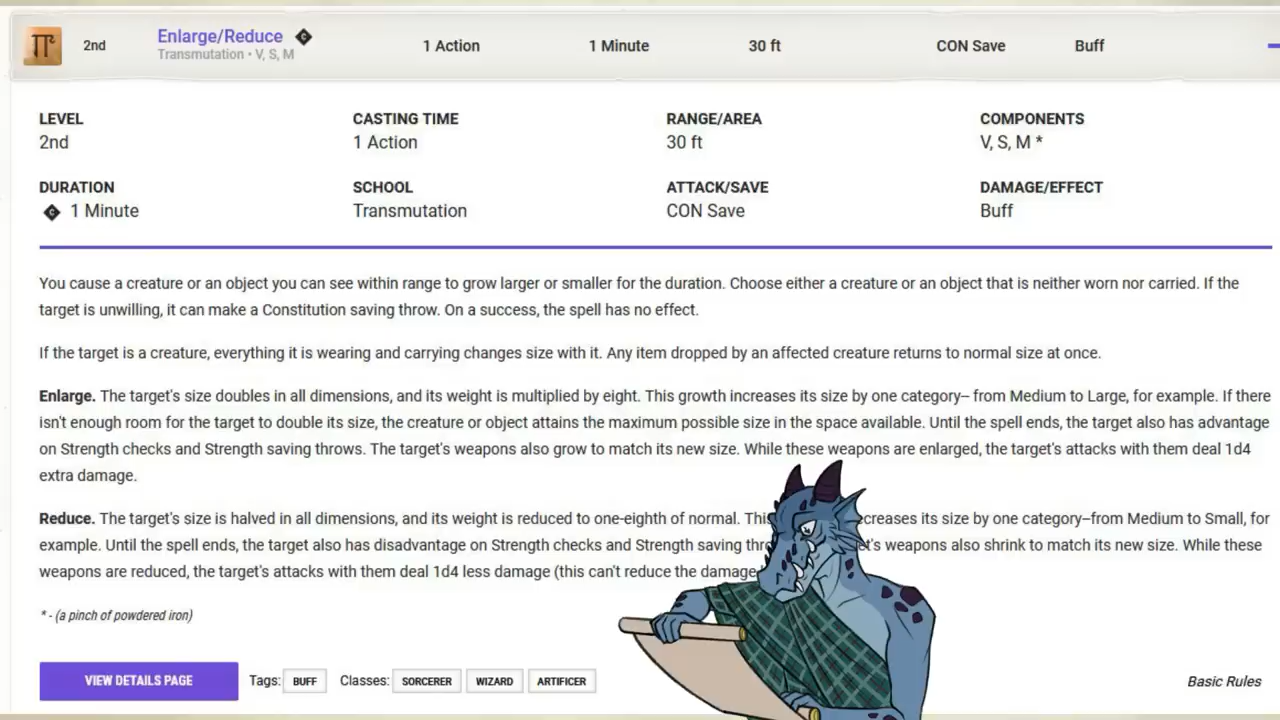 2nd Enlarge/Reduce 1 Action 1 Minute 30 ft CON Save Buff
Transmutation • V, S, M
LEVEL CASTING TIME RANGE/AREA COMPONENTS
2nd 1 Action 30 ft V, S, M *
DURATION SCHOOL ATTACK/SAVE DAMAGE/EFFECT
1 Minute Transmutation CON Save Buff
You cause a creature or an object you can see within range to grow larger or smaller for the duration. Choose either a creature or an object that is neither worn nor carried. If the
target is unwilling, it can make a Constitution saving throw. On a success, the spell has no effect.
If the target is a creature, everything it is wearing and carrying changes size with it. Any item dropped by an affected creature returns to normal size at once.
Enlarge. The target's size doubles in all dimensions, and its weight is multiplied by eight. This growth increases its size by one category– from Medium to Large, for example. If there
isn't enough room for the target to double its size, the creature or object attains the maximum possible size in the space available. Until the spell ends, the target also has advantage
on Strength checks and Strength saving throws. The target's weapons also grow to match its new size. While these weapons are enlarged, the target's attacks with them deal 1d4
extra damage.
Reduce. The target's size is halved in all dimensions, and its weight is reduced to one-eighth of normal. This its size by one category–from Medium to Small, for
example. Until the spell ends, the target also has disadvantage on Strength checks and Strength saving weapons also shrink to match its new size. While these
weapons are reduced, the target's attacks with them deal 1d4 less damage (this can't reduce the damage
* - (a pinch of powdered iron)
VIEW DETAILS PAGE Tags: BUFF Classes: SORCERER WIZARD ARTIFICER Basic Rules